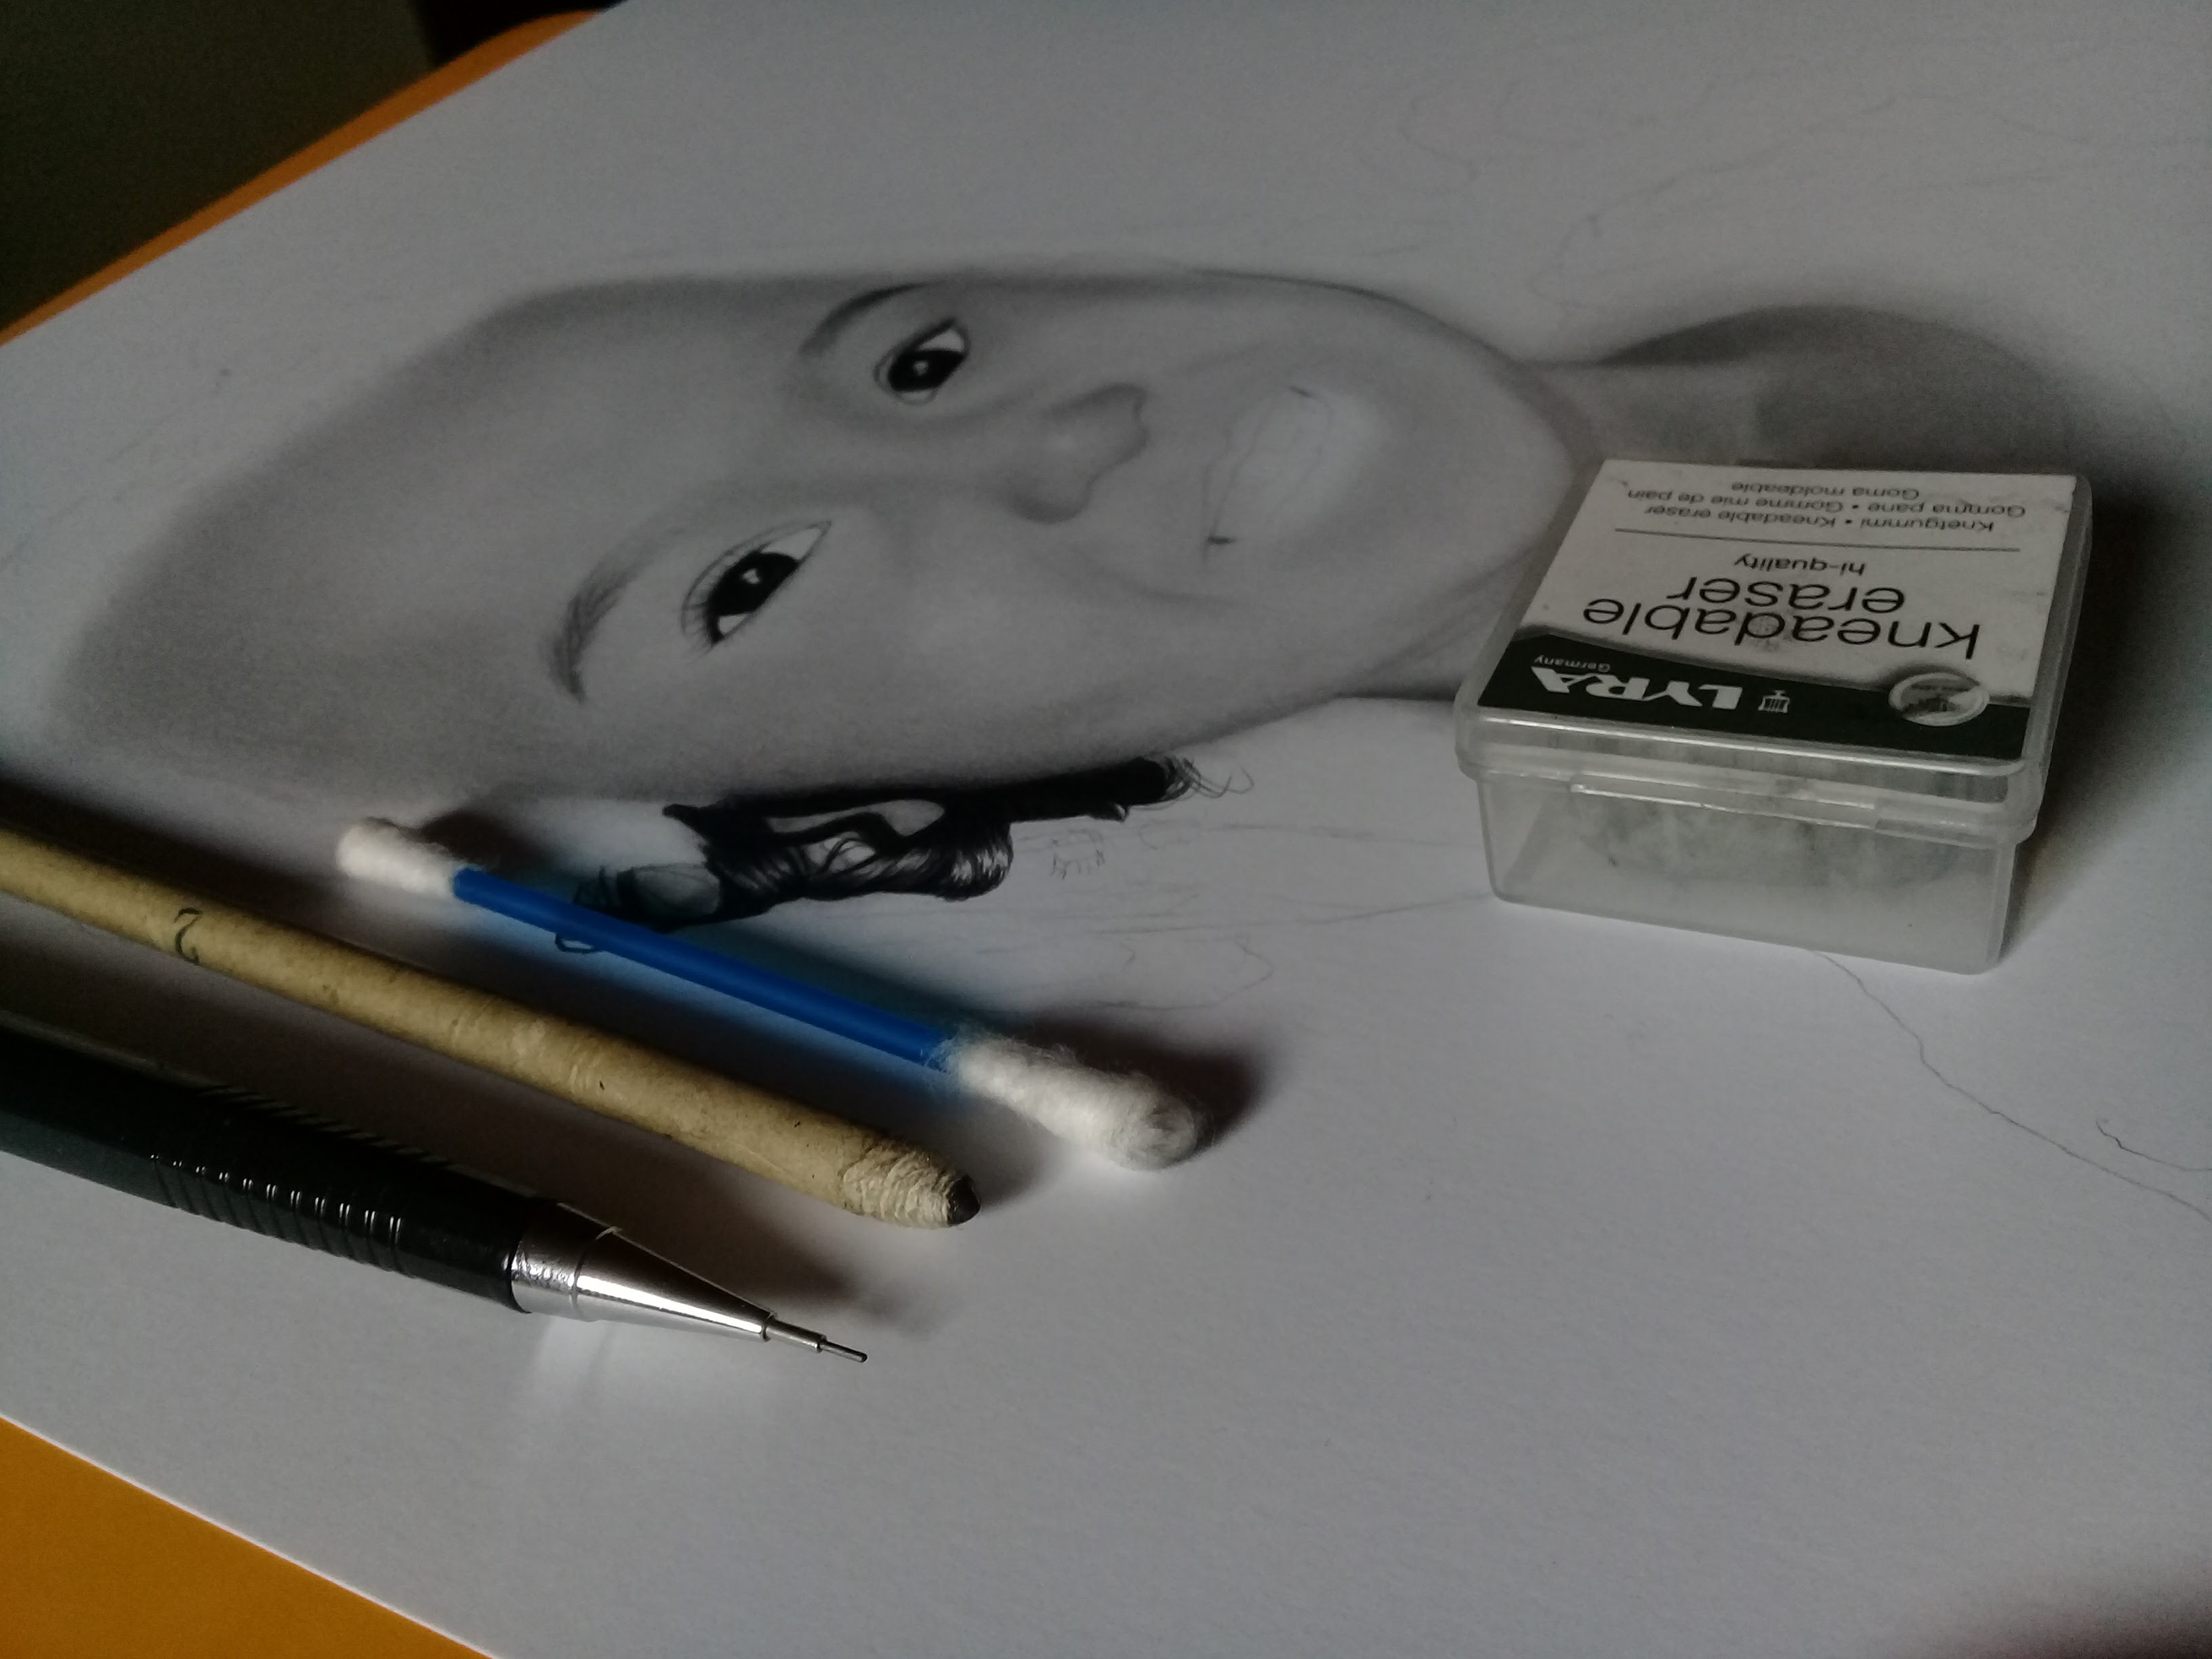 LYRA
Germany
kneadable
eraser
hi-quality
Knetgummi • Kneadable eraser
Gomma pane • Gomme mie de pain
Goma moldeable
2